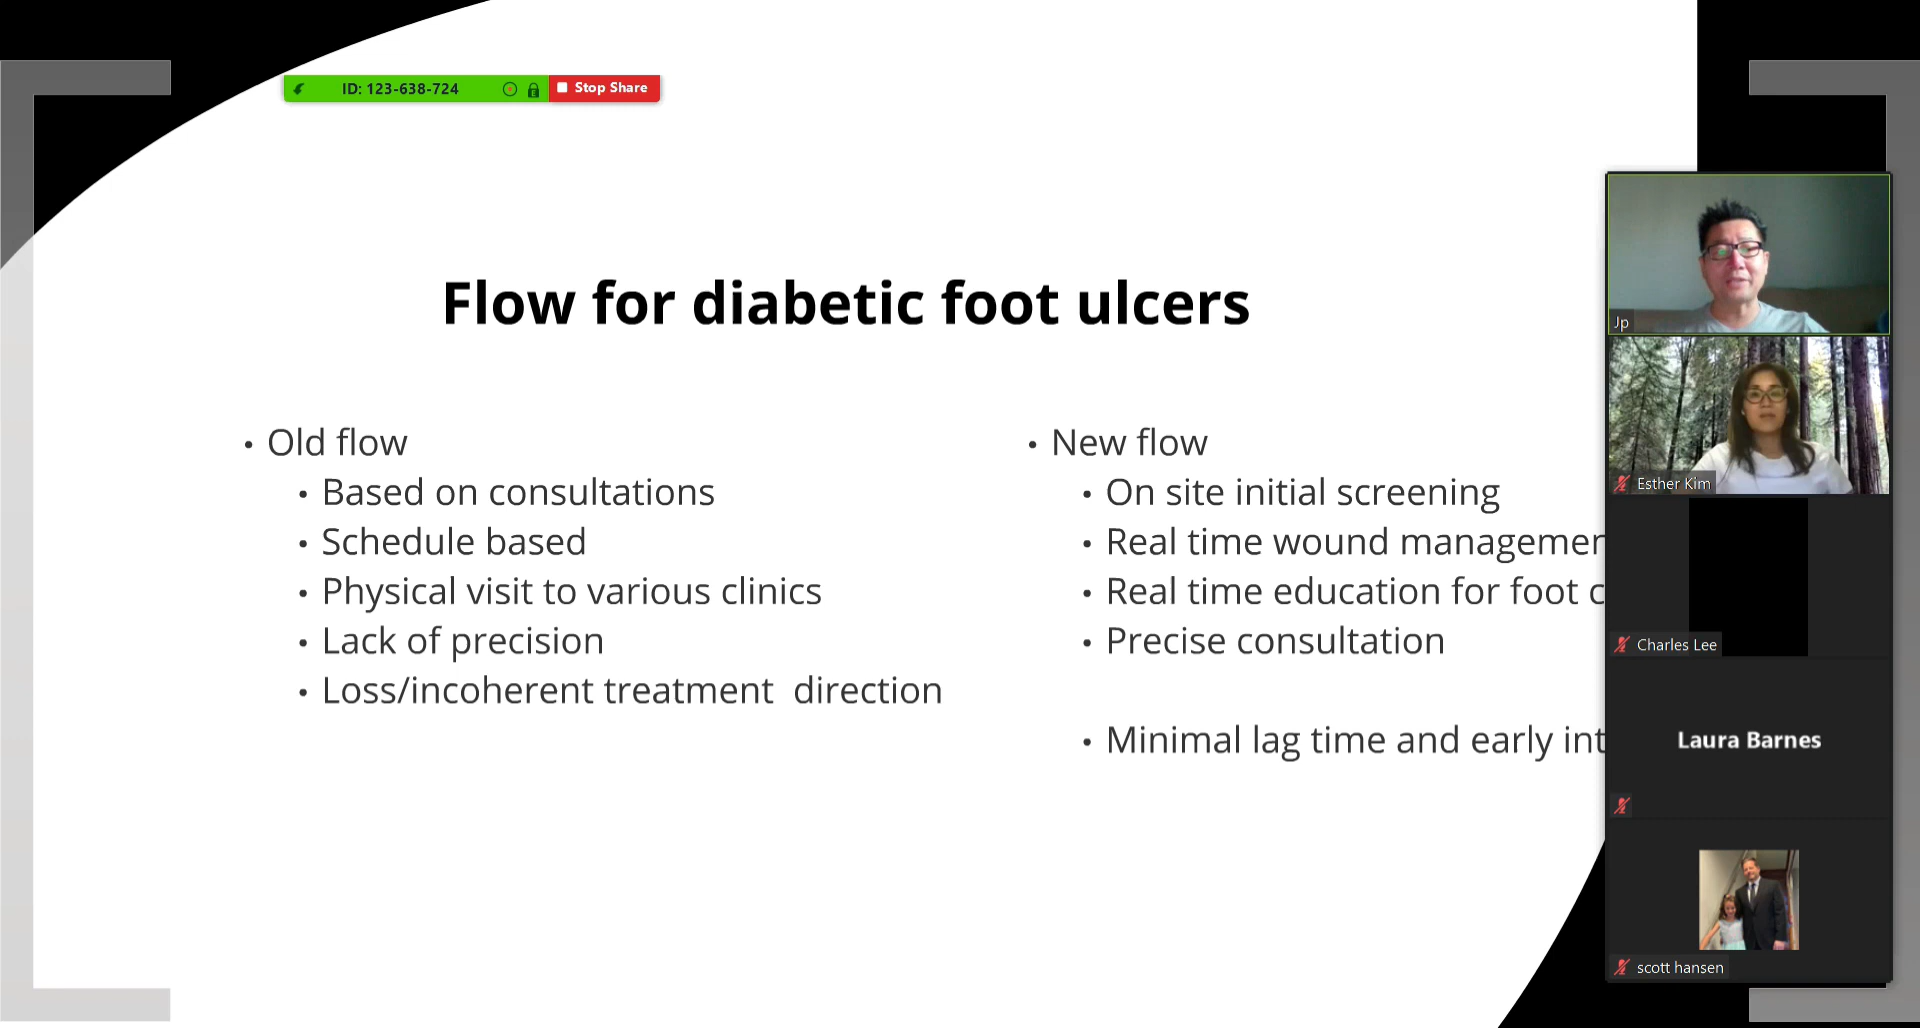 ID: 123-638-724
Stop Share
Flow for diabetic foot ulcers
• Old flow
• Based on consultations
• Schedule based
• Physical visit to various clinics
• Lack of precision
• Loss/incoherent treatment  direction
• New flow
• On site initial screening
• Real time wound managemen
• Real time education for foot c
• Precise consultation
• Minimal lag time and early int
Jp
Esther Kim
Charles Lee
Laura Barnes
scott hansen